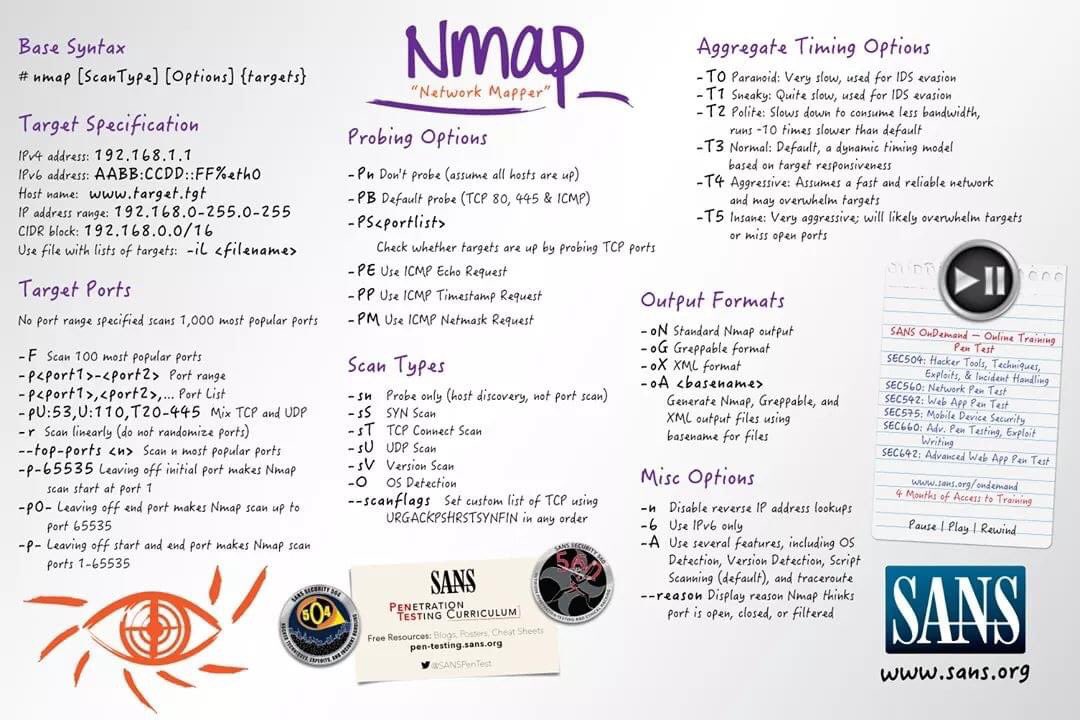 Nmap
"Network Mapper"
Base Syntax
# nmap [ScanType] [Options] {targets}
Target Specification
IPv4 address: 192.168.1.1
IPv6 address: AABB:CCDD::FF%eth0
Host name: www.target.tgt
IP address range: 192.168.0-255.0-255
CIDR block: 192.168.0.0/16
Use file with lists of targets: -iL <filename>
Target Ports
No port range specified scans 1,000 most popular ports
-F Scan 100 most popular ports
-p<port1>-<port2> Port range
-p<port1>,<port2>,... Port List
-pU:53,U:110,T20-445 Mix TCP and UDP
-r Scan linearly (do not randomize ports)
--top-ports <n> Scan n most popular ports
-p-65535 Leaving off initial port makes Nmap
scan start at port 1
-p0- Leaving off end port makes Nmap scan up to
port 65535
-p- Leaving off start and end port makes Nmap scan
ports 1-65535
Probing Options
-Pn Don't probe (assume all hosts are up)
-PB Default probe (TCP 80, 445 & ICMP)
-PS<portlist>
Check whether targets are up by probing TCP ports
-PE Use ICMP Echo Request
-PP Use ICMP Timestamp Request
-PM Use ICMP Netmask Request
Scan Types
-sn Probe only (host discovery, not port scan)
-sS SYN Scan
-sT TCP Connect Scan
-sU UDP Scan
-sV Version Scan
-O OS Detection
--scanflags Set custom list of TCP using
URGACKPSHRSTSYNFIN in any order
Aggregate Timing Options
-T0 Paranoid: Very slow, used for IDS evasion
-T1 Sneaky: Quite slow, used for IDS evasion
-T2 Polite: Slows down to consume less bandwidth,
runs ~10 times slower than default
-T3 Normal: Default, a dynamic timing model
based on target responsiveness
-T4 Aggressive: Assumes a fast and reliable network
and may overwhelm targets
-T5 Insane: Very aggressive; will likely overwhelm targets
or miss open ports
Output Formats
-oN Standard Nmap output
-oG Greppable format
-oX XML format
-oA <basename>
Generate Nmap, Greppable, and
XML output files using
basename for files
Misc Options
-n Disable reverse IP address lookups
-6 Use IPv6 only
-A Use several features, including OS
Detection, Version Detection, Script
Scanning (default), and traceroute
--reason Display reason Nmap thinks
port is open, closed, or filtered
SANS OnDemand – Online Training
Pen Test
SEC504: Hacker Tools, Techniques,
Exploits, & Incident Handling
SEC560: Network Pen Test
SEC542: Web App Pen Test
SEC575: Mobile Device Security
SEC660: Adv. Pen Testing, Exploit
Writing
SEC642: Advanced Web App Pen Test
www.sans.org/ondemand
4 Months of Access to Training
Pause | Play | Rewind
SANS SECURITY 504
504
HACKER TECHNIQUES, EXPLOITS, AND INCIDENT HANDLING
SANS
PENETRATION
TESTING CURRICULUM
Free Resources: Blogs, Posters, Cheat Sheets
pen-testing.sans.org
@SANSPenTest
SANS SECURITY 560
560
SANS
www.sans.org